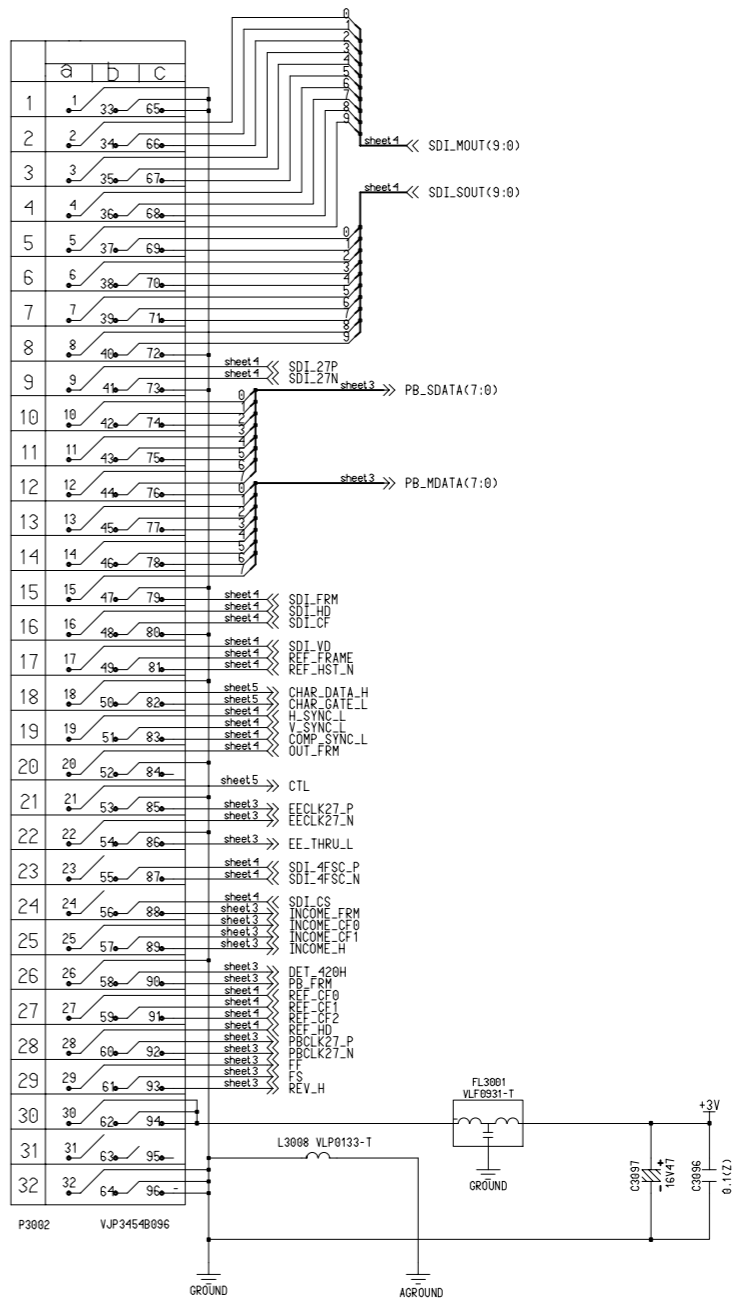 0
1
2
3
4
5
6
7
8
9
sheet4 SDI_MOUT(9:0)
sheet4 SDI_SOUT(9:0)
0
1
2
3
4
5
6
7
8
9
a b c
1 1 33 65
2 2 34 66
3 3 35 67
4 4 36 68
5 5 37 69
6 6 38 70
7 7 39 71
8 8 40 72
9 9 41 73
10 10 42 74
11 11 43 75
12 12 44 76
13 13 45 77
14 14 46 78
15 15 47 79
16 16 48 80
17 17 49 81
18 18 50 82
19 19 51 83
20 20 52 84
21 21 53 85
22 22 54 86
23 23 55 87
24 24 56 88
25 25 57 89
26 26 58 90
27 27 59 91
28 28 60 92
29 29 61 93
30 30 62 94
31 31 63 95
32 32 64 96
P3002 VJP3454B096
sheet4 SDI_27P
sheet4 SDI_27N
sheet3 PB_SDATA(7:0)
0
1
2
3
4
5
6
7
sheet3 PB_MDATA(7:0)
0
1
2
3
4
5
6
7
sheet4 SDI_FRM
sheet4 SDI_HD
sheet4 SDI_CF
sheet4 SDI_VD
sheet4 REF_FRAME
sheet4 REF_HST_N
sheet5 CHAR_DATA_H
sheet5 CHAR_GATE_L
sheet4 H_SYNC_L
sheet4 V_SYNC_L
sheet4 COMP_SYNC_L
sheet4 OUT_FRM
sheet5 CTL
sheet3 EECLK27_P
sheet3 EECLK27_N
sheet3 EE_THRU_L
sheet4 SDI_4FSC_P
sheet4 SDI_4FSC_N
sheet4 SDI_CS
sheet3 INCOME_FRM
sheet3 INCOME_CF0
sheet3 INCOME_CF1
sheet3 INCOME_H
sheet3 DET_420H
sheet3 PB_FRM
sheet4 REF_CF0
sheet4 REF_CF1
sheet4 REF_CF2
sheet4 REF_HD
sheet3 PBCLK27_P
sheet3 PBCLK27_N
sheet3 FF
sheet3 FS
sheet3 REV_H
FL3001
VLF0931-T
GROUND
L3008 VLP0133-T
+3V
C3097
+
16V47
C3096
0.1(Z)
GROUND
AGROUND